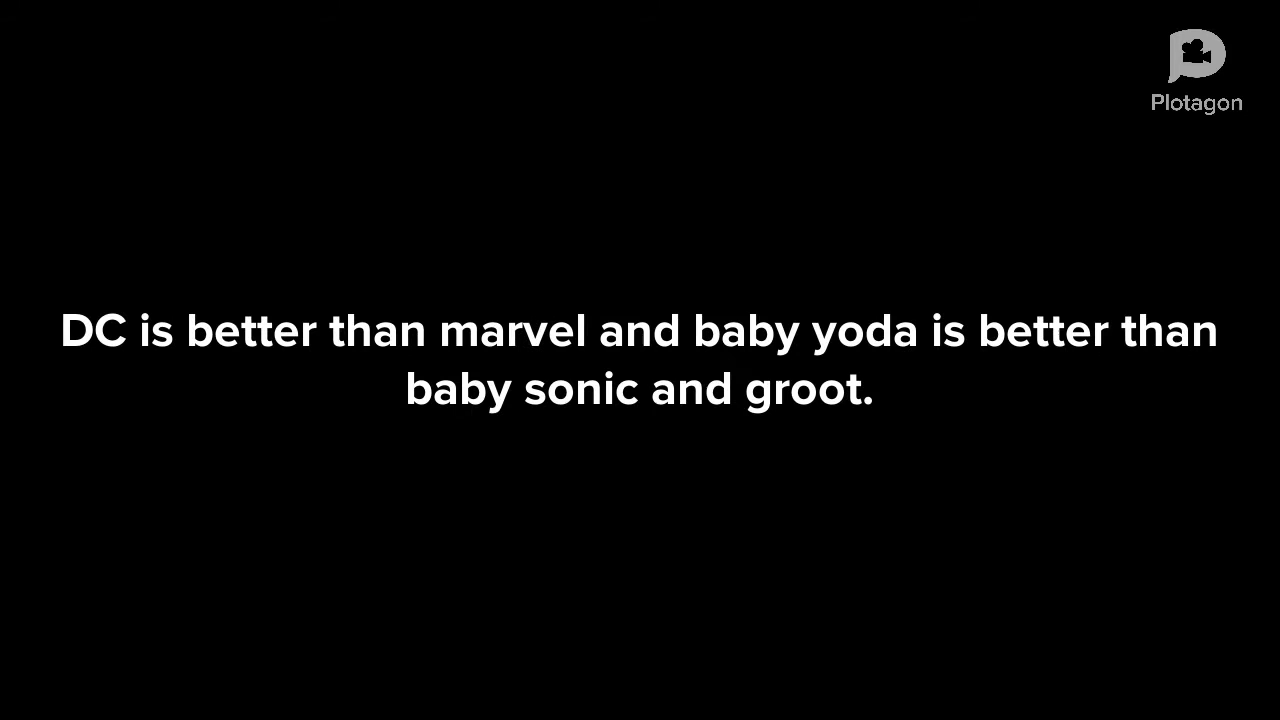 Plotagon
DC is better than marvel and baby yoda is better than
baby sonic and groot.